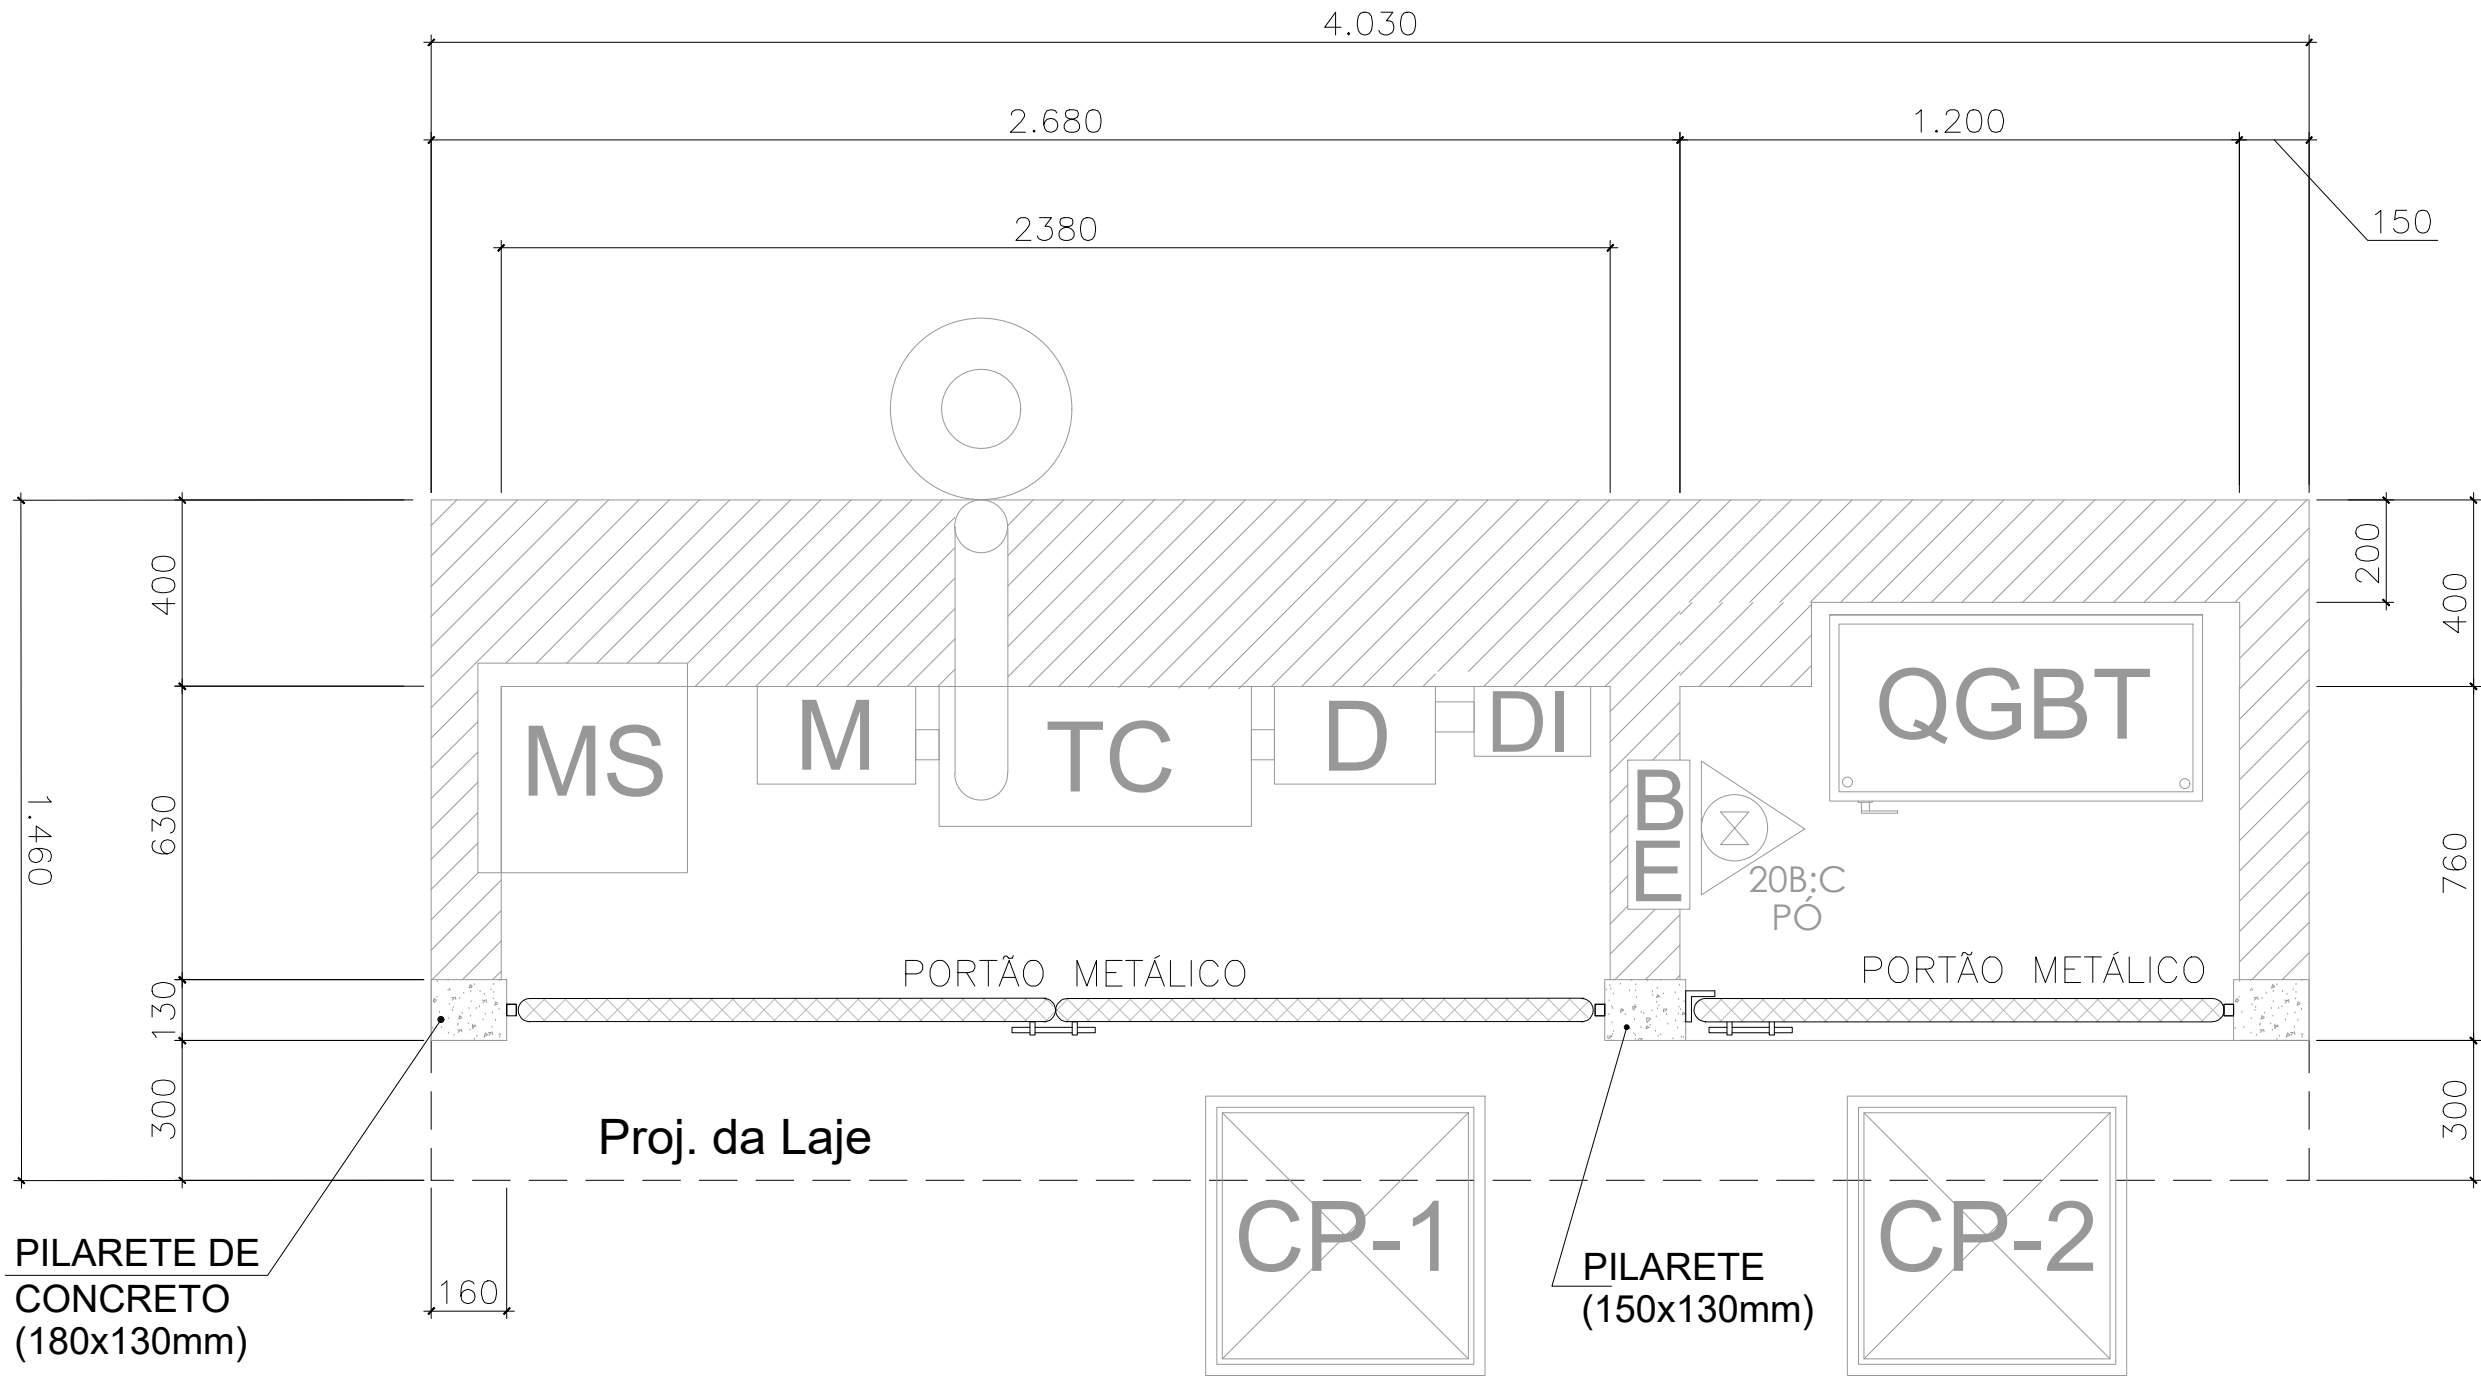 4.030
2.680
1.200
2380
150
400
200
400
MS
M
TC
D
DI
QGBT
B
E
20B:C
PÓ
1.460
630
760
PORTÃO METÁLICO
PORTÃO METÁLICO
130
300
Proj. da Laje
300
PILARETE DE
CONCRETO
(180x130mm)
160
CP-1
PILARETE
(150x130mm)
CP-2